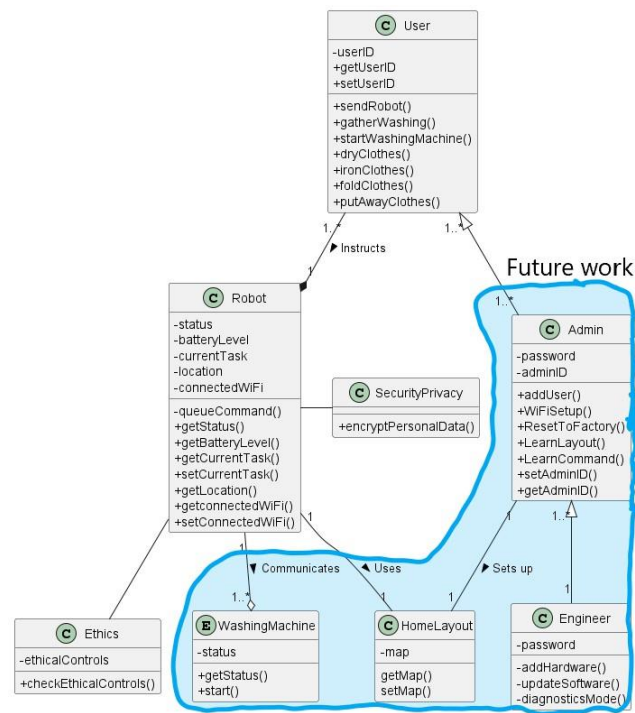 C User
-userID
+getUserID
+setUserID
+sendRobot()
+gatherWashing()
+startWashingMachine()
+dryClothes()
+ironClothes()
+foldClothes()
+putAwayClothes()
1..*
1..*
Instructs
1
Future work
1..*
C Robot
-status
-batteryLevel
-currentTask
-location
-connectedWiFi
-queueCommand()
+getStatus()
+getBatteryLevel()
+getCurrentTask()
+setCurrentTask()
+getLocation()
+getconnectedWiFi()
+setConnectedWiFi()
C SecurityPrivacy
+encryptPersonalData()
C Admin
-password
-adminID
+addUser()
+WiFiSetup()
+ResetToFactory()
+LearnLayout()
+LearnCommand()
+setAdminID()
+getAdminID()
1
1
1
1..*
Communicates
Uses
Sets up
1..*
1
1
1
C Ethics
-ethicalControls
+checkEthicalControls()
E WashingMachine
-status
+getStatus()
+start()
C HomeLayout
-map
getMap()
setMap()
C Engineer
-password
-addHardware()
-updateSoftware()
-diagnosticsMode()